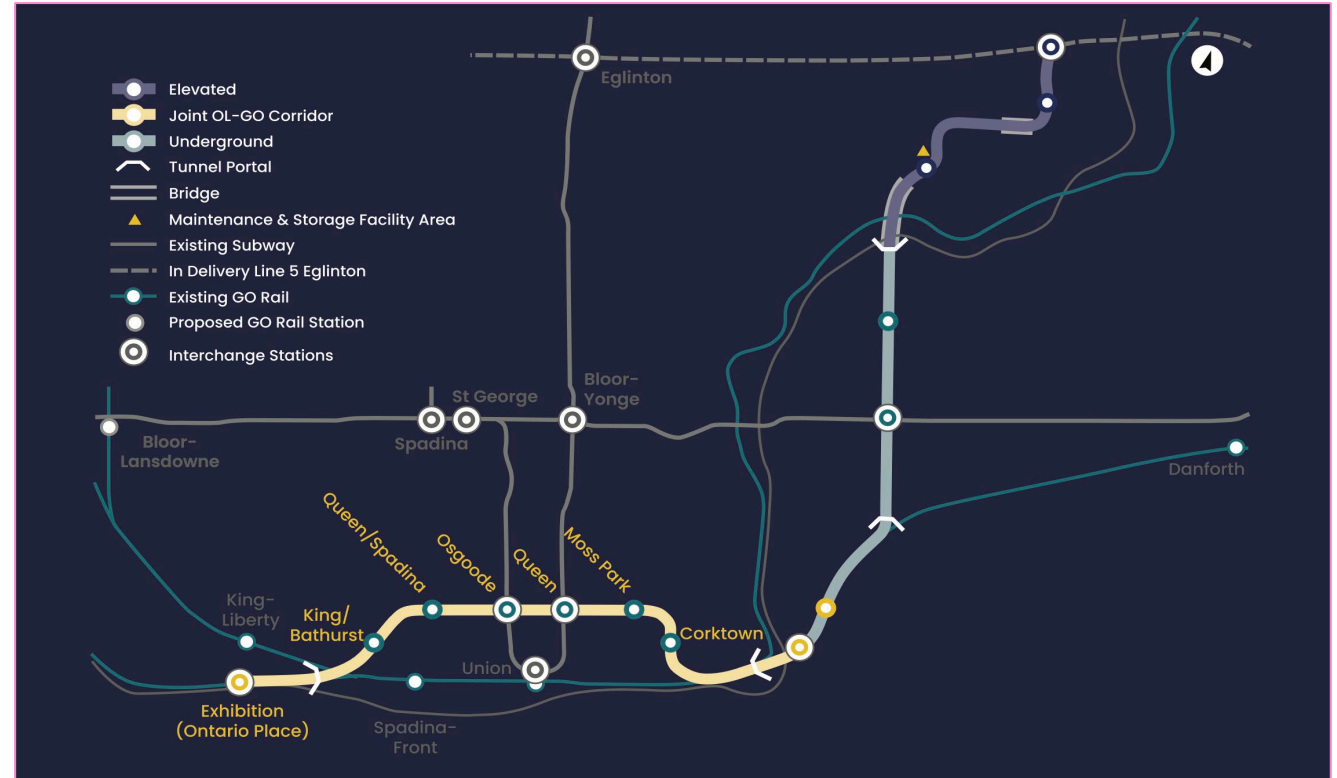 Elevated
Joint OL-GO Corridor
Underground
Tunnel Portal
Bridge
Maintenance & Storage Facility Area
Existing Subway
In Delivery Line 5 Eglinton
Existing GO Rail
Proposed GO Rail Station
Interchange Stations
Eglinton
Bloor-
Yonge
St George
Spadina
Bloor-
Lansdowne
Danforth
Queen/Spadina
Osgoode
Queen
Moss Park
King-
Liberty
King/
Bathurst
Corktown
Union
Exhibition
(Ontario Place)
Spadina-
Front